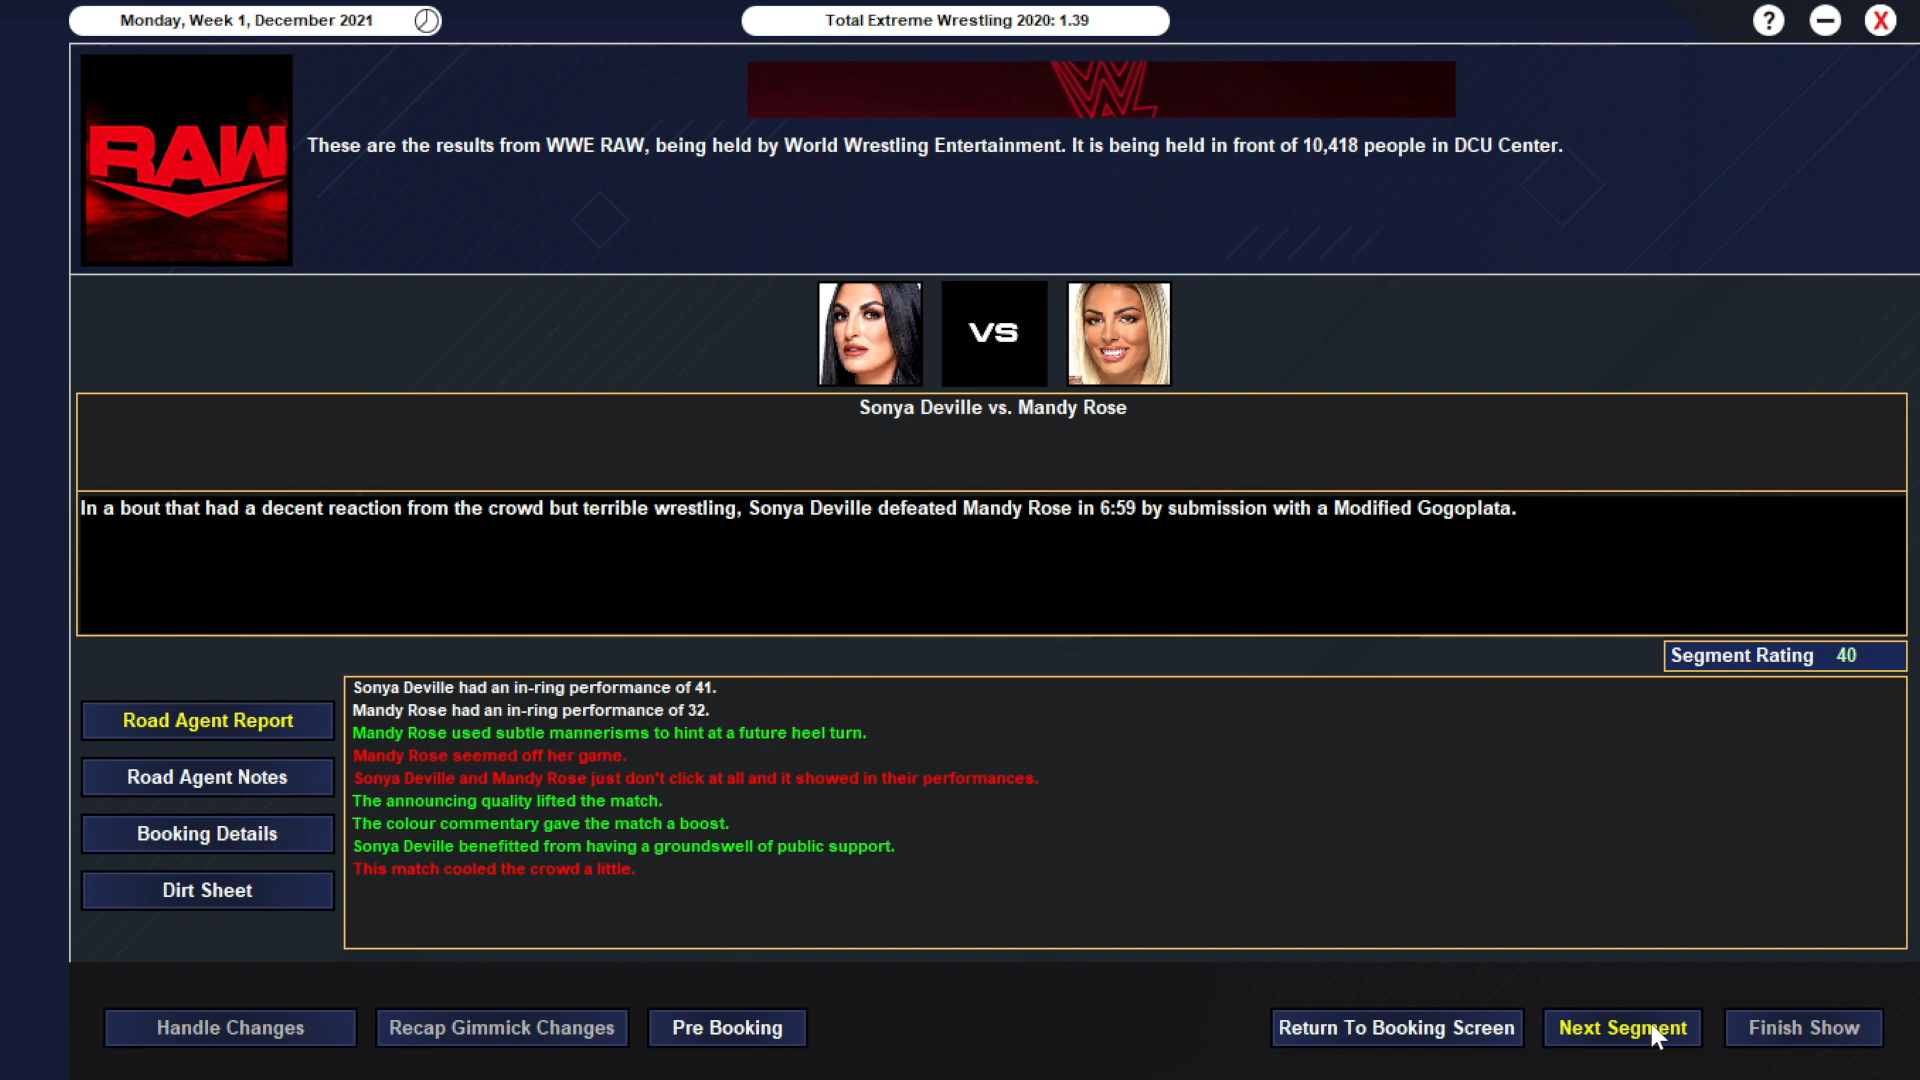 Monday, Week 1, December 2021
Total Extreme Wrestling 2020: 1.39
?
X
RAW
These are the results from WWE RAW, being held by World Wrestling Entertainment. It is being held in front of 10,418 people in DCU Center.
VS
Sonya Deville vs. Mandy Rose
In a bout that had a decent reaction from the crowd but terrible wrestling, Sonya Deville defeated Mandy Rose in 6:59 by submission with a Modified Gogoplata.
Segment Rating 40
Road Agent Report
Road Agent Notes
Booking Details
Dirt Sheet
Sonya Deville had an in-ring performance of 41.
Mandy Rose had an in-ring performance of 32.
Mandy Rose used subtle mannerisms to hint at a future heel turn.
Mandy Rose seemed off her game.
Sonya Deville and Mandy Rose just don't click at all and it showed in their performances.
The announcing quality lifted the match.
The colour commentary gave the match a boost.
Sonya Deville benefitted from having a groundswell of public support.
This match cooled the crowd a little.
Handle Changes
Recap Gimmick Changes
Pre Booking
Return To Booking Screen
Next Segment
Finish Show